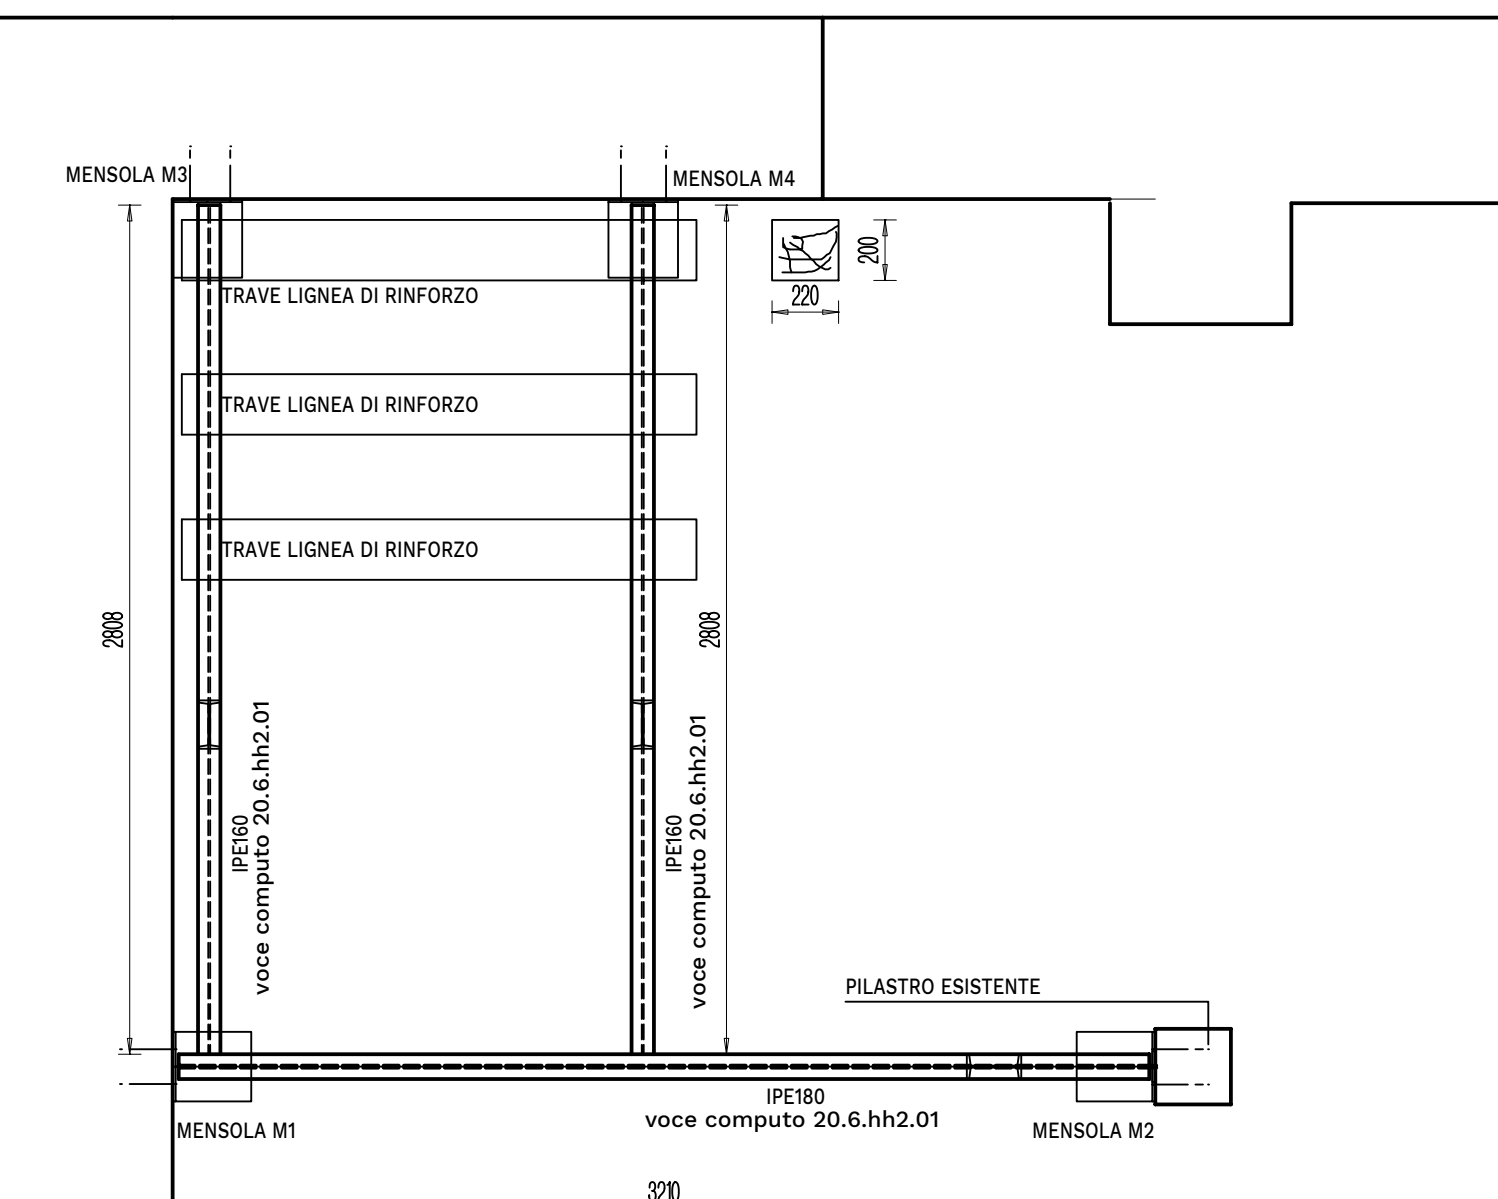 MENSOLA M3
MENSOLA M4
200
220
TRAVE LIGNEA DI RINFORZO
TRAVE LIGNEA DI RINFORZO
TRAVE LIGNEA DI RINFORZO
2808
2808
IPE160
voce computo 20.6.hh2.01
IPE160
voce computo 20.6.hh2.01
PILASTRO ESISTENTE
IPE180
voce computo 20.6.hh2.01
MENSOLA M1
MENSOLA M2
3210